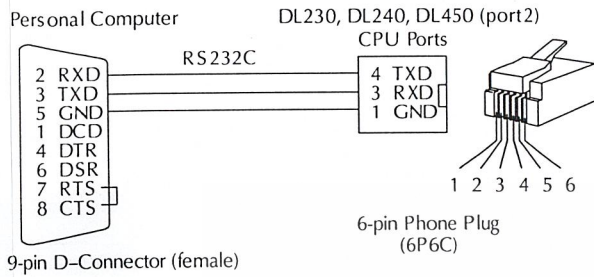 Personal Computer
DL230, DL240, DL450 (port2)
CPU Ports
RS232C
2 RXD
3 TXD
5 GND
1 DCD
4 DTR
6 DSR
7 RTS
8 CTS
4 TXD
3 RXD
1 GND
1 2 3 4 5 6
6-pin Phone Plug
(6P6C)
9-pin D–Connector (female)